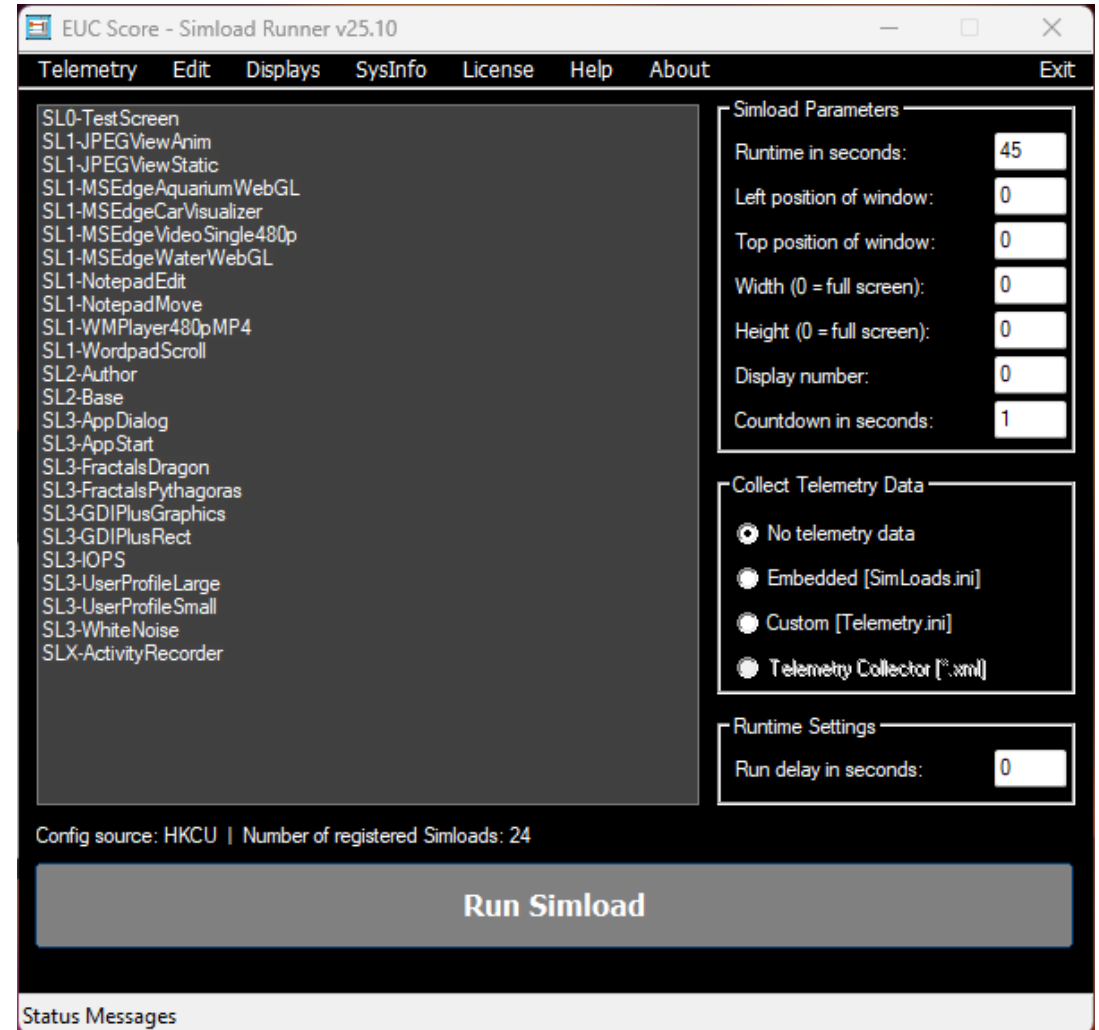 EUC Score - Simload Runner v25.10
Telemetry Edit Displays SysInfo License Help About Exit
SL0-TestScreen
SL1-JPEGViewAnim
SL1-JPEGViewStatic
SL1-MSEdgeAquariumWebGL
SL1-MSEdgeCarVisualizer
SL1-MSEdgeVideoSingle480p
SL1-MSEdgeWaterWebGL
SL1-NotepadEdit
SL1-NotepadMove
SL1-WMPlayer480pMP4
SL1-WordpadScroll
SL2-Author
SL2-Base
SL3-AppDialog
SL3-AppStart
SL3-FractalsDragon
SL3-FractalsPythagoras
SL3-GDIPlusGraphics
SL3-GDIPlusRect
SL3-IOPS
SL3-UserProfileLarge
SL3-UserProfileSmall
SL3-WhiteNoise
SLX-ActivityRecorder
Simload Parameters
Runtime in seconds: 45
Left position of window: 0
Top position of window: 0
Width (0 = full screen): 0
Height (0 = full screen): 0
Display number: 0
Countdown in seconds: 1
Collect Telemetry Data
No telemetry data
Embedded [SimLoads.ini]
Custom [Telemetry.ini]
Telemetry Collector [*.xml]
Runtime Settings
Run delay in seconds: 0
Config source: HKCU | Number of registered Simloads: 24
Run Simload
Status Messages